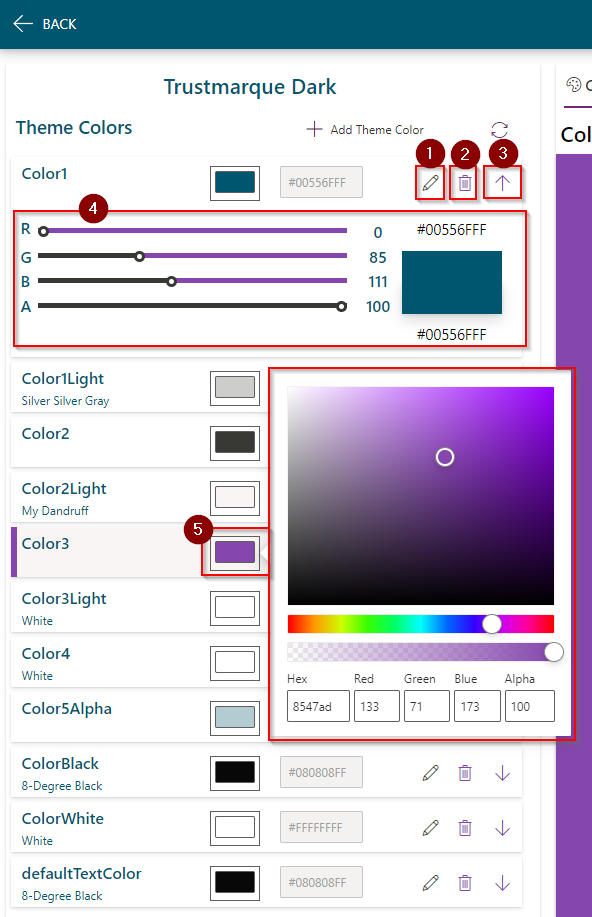 BACK
Trustmarque Dark
Theme Colors
Add Theme Color
C
Col
1
2
3
Color1
#00556FFF
4
R
0
#00556FFF
G
85
B
111
A
100
#00556FFF
Color1Light
Silver Silver Gray
Color2
Color2Light
My Dandruff
5
Color3
Color3Light
White
Color4
White
Color5Alpha
Hex
Red
Green
Blue
Alpha
8547ad
133
71
173
100
ColorBlack
8-Degree Black
#080808FF
ColorWhite
White
#FFFFFFFF
defaultTextColor
8-Degree Black
#080808FF